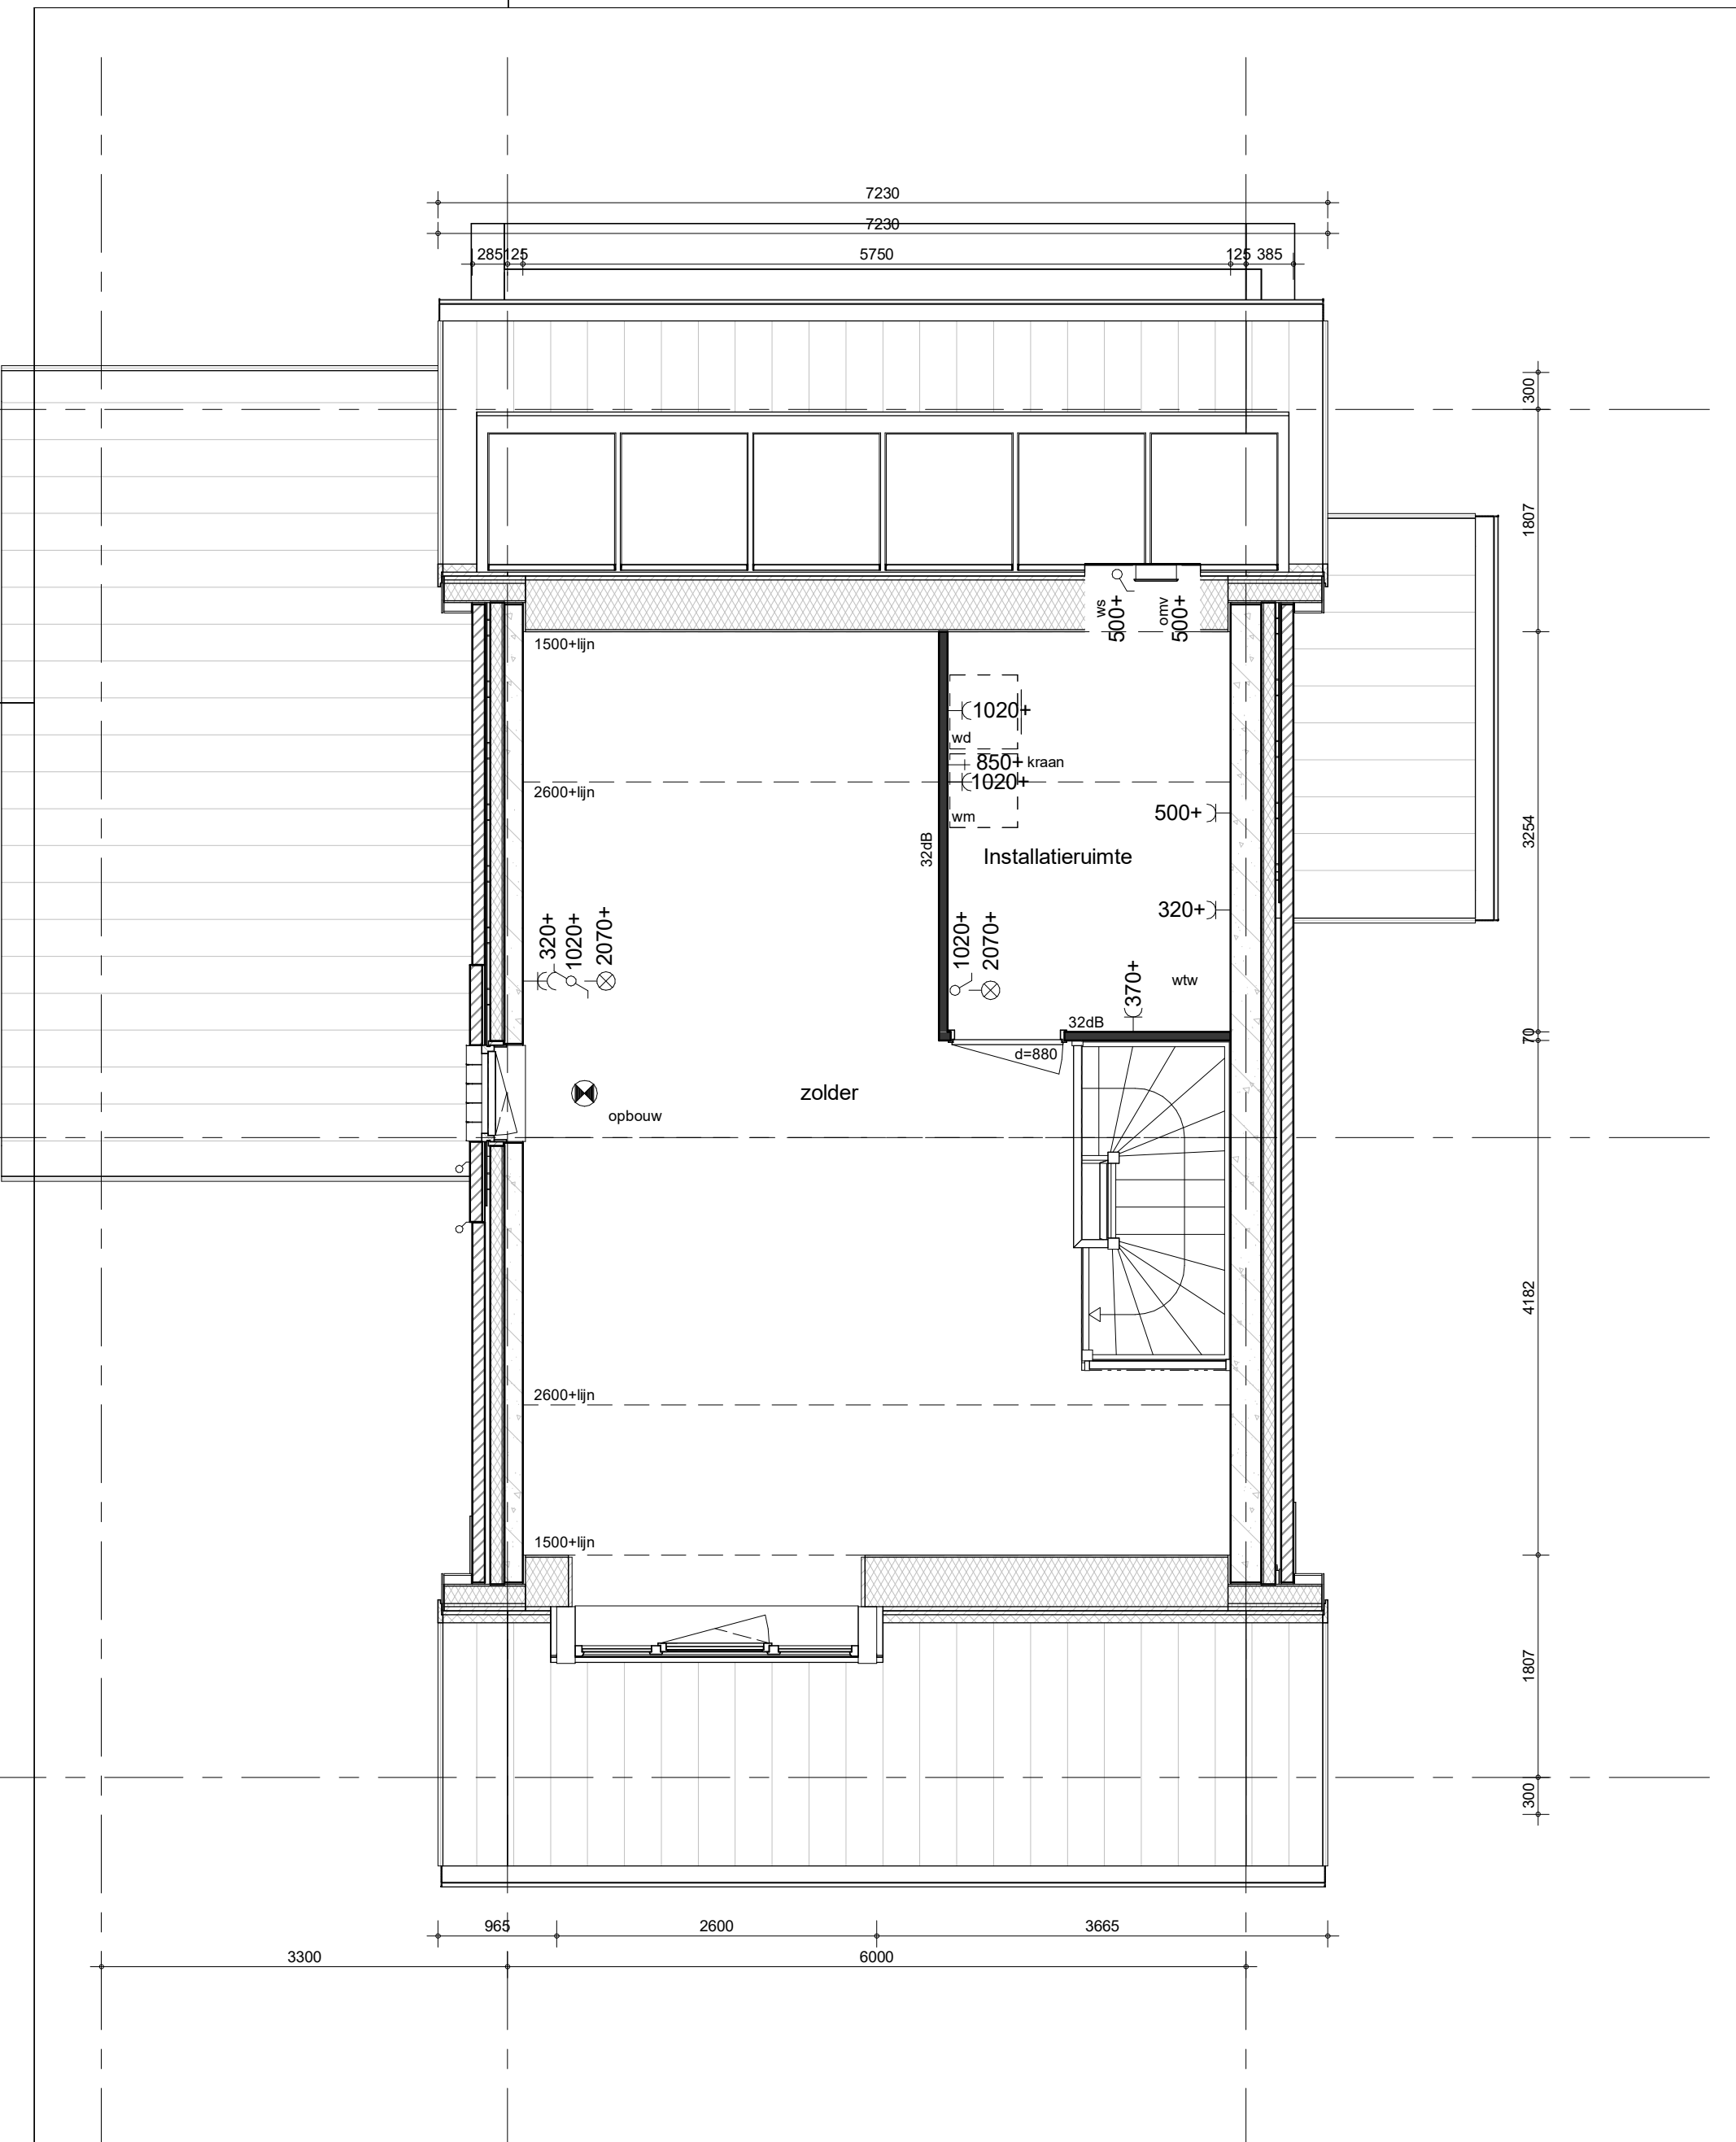 7230
7230
285 125 5750 125 385
300
1807
ws
500+
omv
500+
1500+lijn
1020+
wd
850+ kraan
1020+
2600+lijn
wm
500+
3254
32dB
Installatieruimte
320+
320+
1020+
2070+
1020+
2070+
370+
wtw
32dB
70
d=880
zolder
opbouw
4182
2600+lijn
1500+lijn
1807
300
965 2600 3665
3300 6000